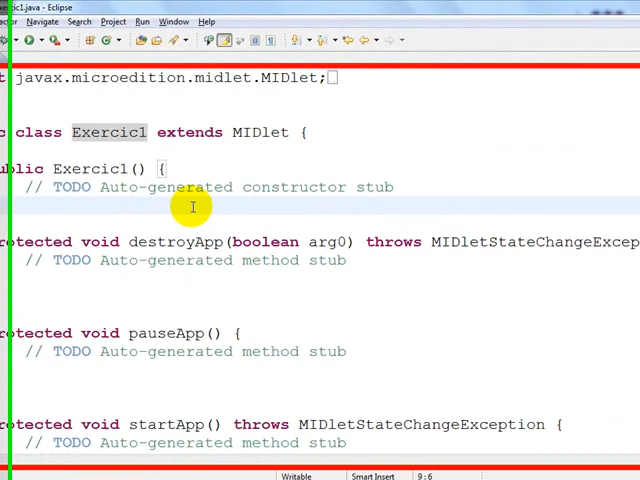 ercic1.java - Eclipse
actor Navigate Search Project Run Window Help
t javax.microedition.midlet.MIDlet;
c class Exercic1 extends MIDlet {
ublic Exercic1() {
// TODO Auto-generated constructor stub
rotected void destroyApp(boolean arg0) throws MIDletStateChangeExcep
// TODO Auto-generated method stub
rotected void pauseApp() {
// TODO Auto-generated method stub
rotected void startApp() throws MIDletStateChangeException {
// TODO Auto-generated method stub
Writable Smart Insert 9 : 6